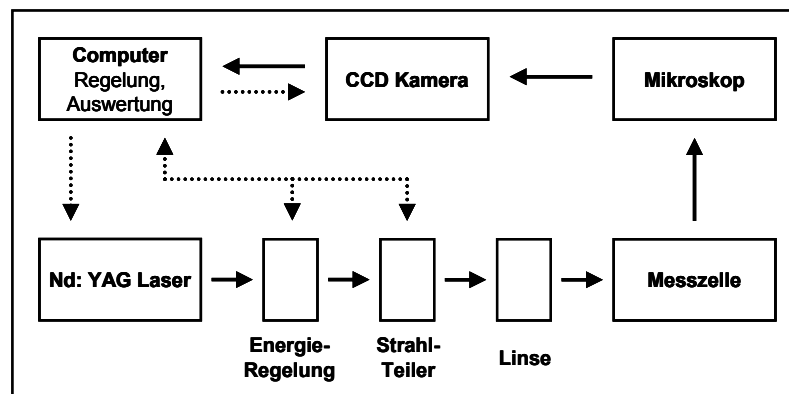 Computer
Regelung,
Auswertung
CCD Kamera
Mikroskop
Nd: YAG Laser
Messzelle
Energie-
Regelung
Strahl-
Teiler
Linse